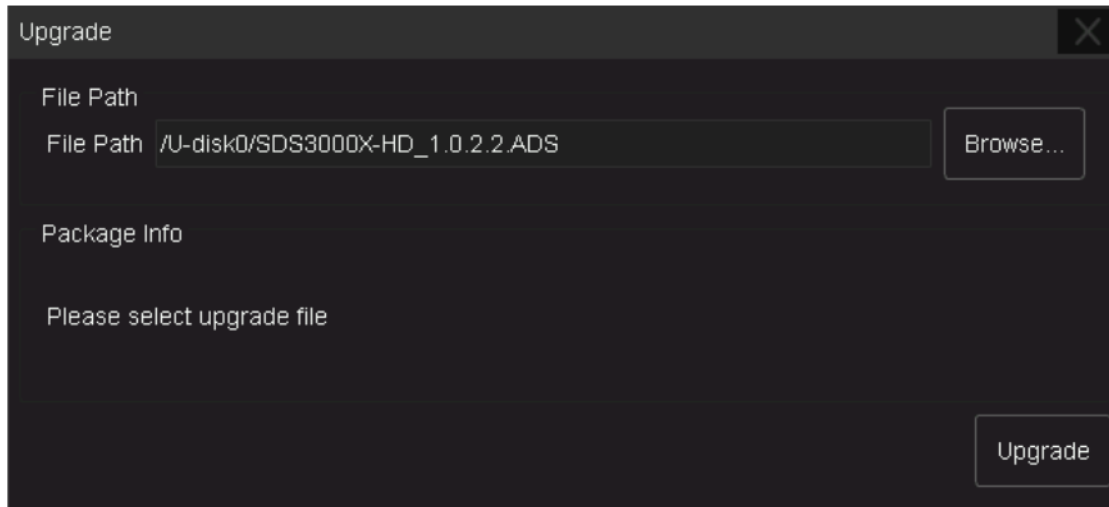 Upgrade
File Path
File Path /U-disk0/SDS3000X-HD_1.0.2.2.ADS Browse...
Package Info
Please select upgrade file
Upgrade